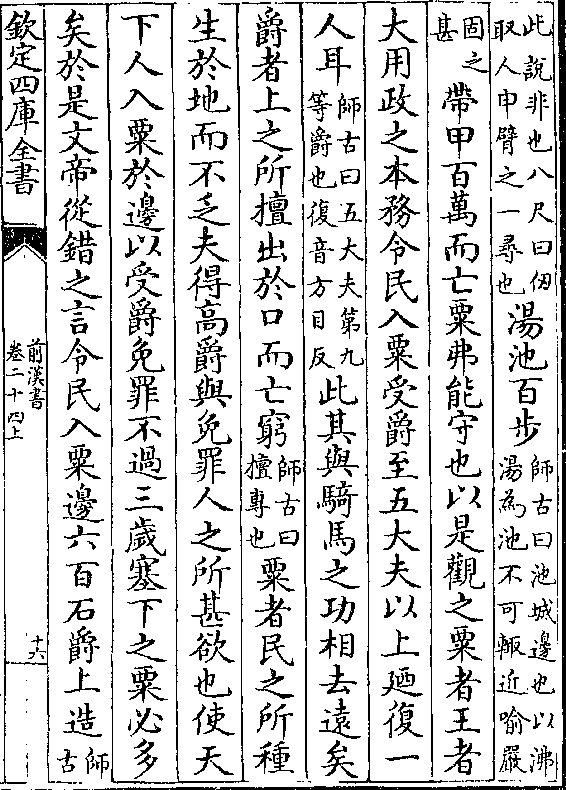 此說非也八尺曰仞
取人申臂之一尋也
湯池百步
師古曰池城邊也以沸
湯為池不可輙近喻嚴
固之
甚
帶甲百萬而亡粟弗能守也以是觀之粟者王者
大用政之本務令民入粟受爵至五大夫以上廼復一
人耳
師古曰五大夫第九
等爵也復音方目反
此其與騎馬之功相去遠矣
爵者上之所擅出於口而亡窮
師古曰
擅專也
粟者民之所種
生於地而不乏夫得高爵與免罪人之所甚欲也使天
下人入粟於邊以受爵免罪不過三歲塞下之粟必多
矣於是文帝從錯之言令民入粟邊六百石爵上造
師
古
欽定四庫全書
前漢書
卷二十四上
十六